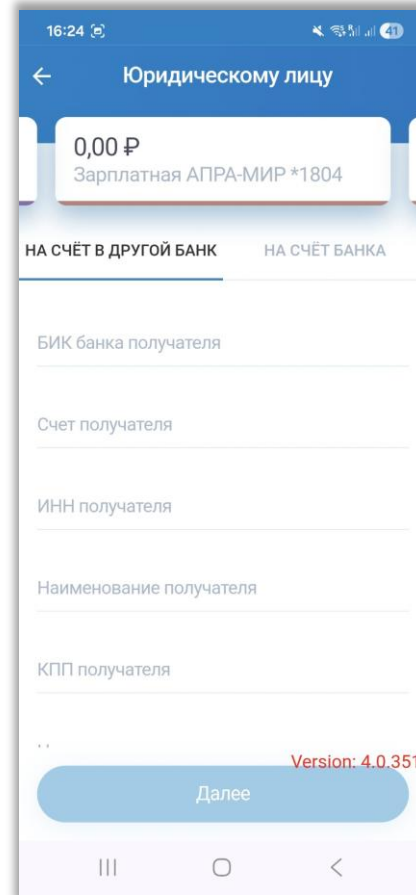 16:24
41
Юридическому лицу
0,00 ₽
Зарплатная АПРА-МИР *1804
НА СЧЁТ В ДРУГОЙ БАНК
НА СЧЁТ БАНКА
БИК банка получателя
Счет получателя
ИНН получателя
Наименование получателя
КПП получателя
Version: 4.0.351
Далее